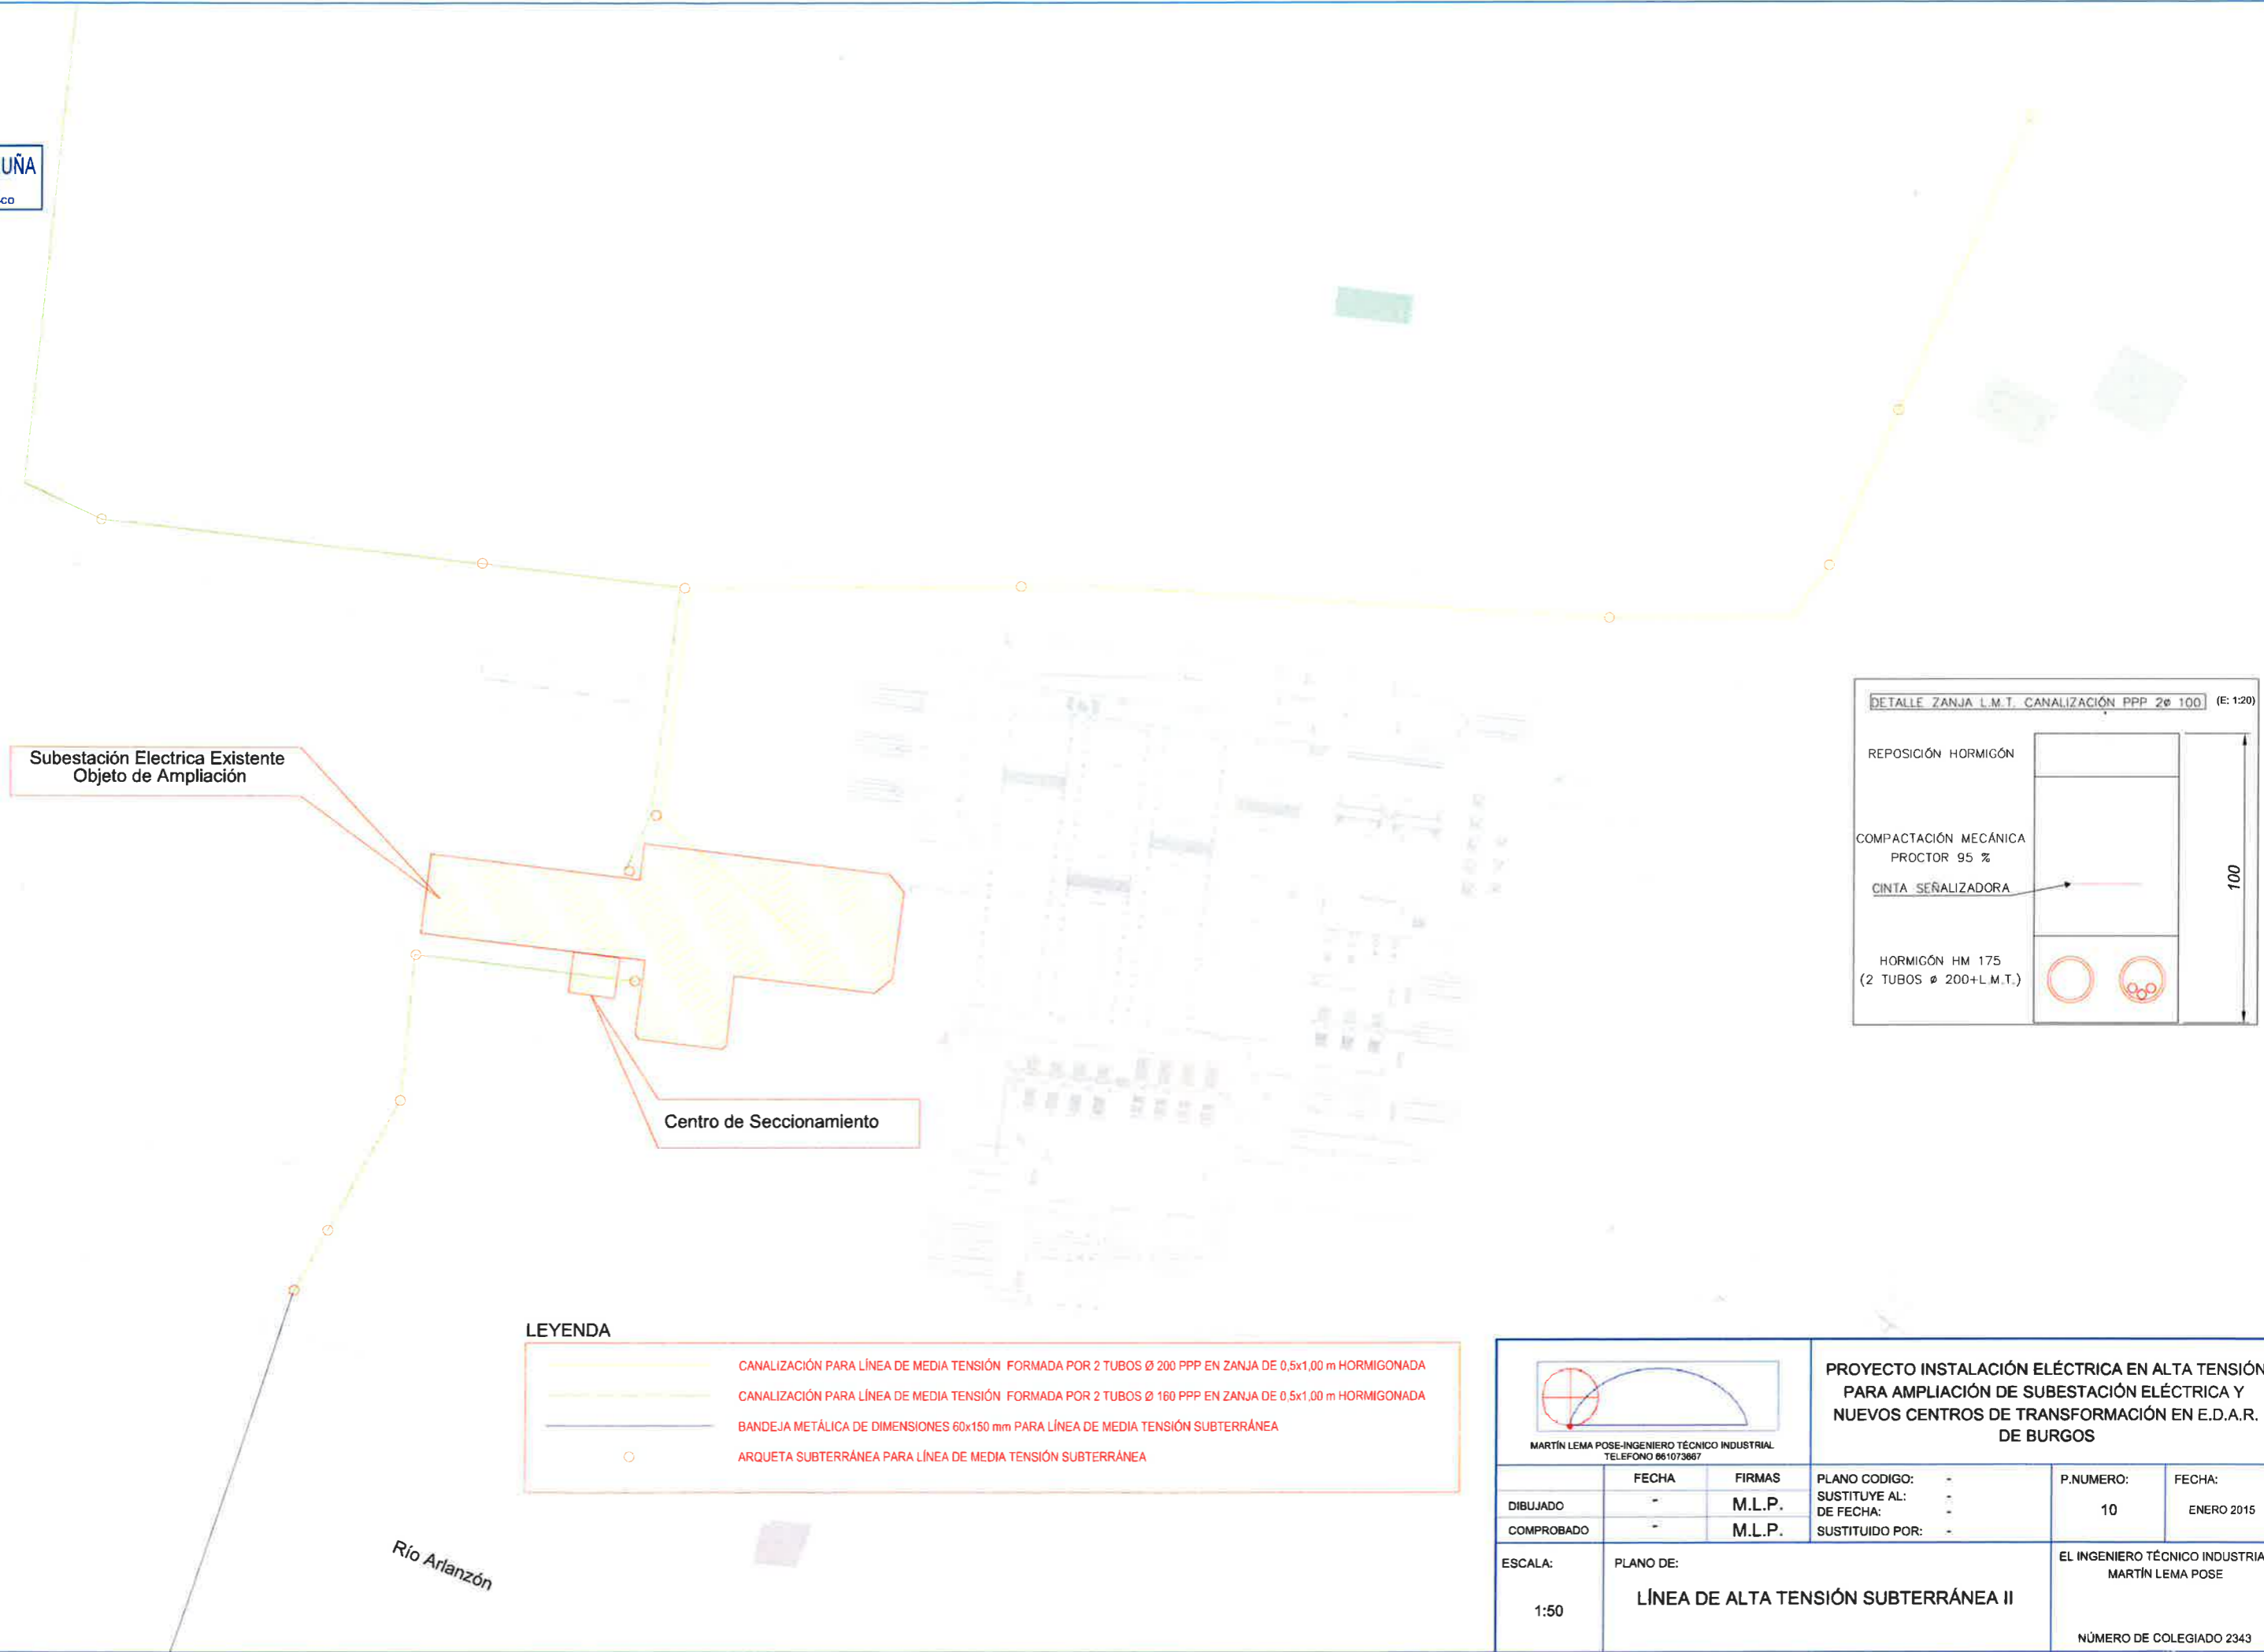 UÑA
Subestación Electrica Existente
Objeto de Ampliación
Centro de Seccionamiento
DETALLE ZANJA L.M.T. CANALIZACIÓN PPP 2ø 100 (E: 1:20)
REPOSICIÓN HORMIGÓN
COMPACTACIÓN MECÁNICA
PROCTOR 95 %
CINTA SEÑALIZADORA
HORMIGÓN HM 175
(2 TUBOS ø 200+L.M.T.)
100
LEYENDA
CANALIZACIÓN PARA LÍNEA DE MEDIA TENSIÓN FORMADA POR 2 TUBOS Ø 200 PPP EN ZANJA DE 0,5x1,00 m HORMIGONADA
CANALIZACIÓN PARA LÍNEA DE MEDIA TENSIÓN FORMADA POR 2 TUBOS Ø 160 PPP EN ZANJA DE 0,5x1,00 m HORMIGONADA
BANDEJA METÁLICA DE DIMENSIONES 60x150 mm PARA LÍNEA DE MEDIA TENSIÓN SUBTERRÁNEA
ARQUETA SUBTERRÁNEA PARA LÍNEA DE MEDIA TENSIÓN SUBTERRÁNEA
Río Arlanzón
MARTÍN LEMA POSE-INGENIERO TÉCNICO INDUSTRIAL
TELEFONO 661073667
PROYECTO INSTALACIÓN ELÉCTRICA EN ALTA TENSIÓN
PARA AMPLIACIÓN DE SUBESTACIÓN ELÉCTRICA Y
NUEVOS CENTROS DE TRANSFORMACIÓN EN E.D.A.R.
DE BURGOS
FECHA FIRMAS
DIBUJADO - M.L.P.
COMPROBADO - M.L.P.
PLANO CODIGO: -
SUSTITUYE AL: -
DE FECHA: -
SUSTITUIDO POR: -
P.NUMERO:
10
FECHA:
ENERO 2015
ESCALA:
1:50
PLANO DE:
LÍNEA DE ALTA TENSIÓN SUBTERRÁNEA II
EL INGENIERO TÉCNICO INDUSTRIA
MARTÍN LEMA POSE
NÚMERO DE COLEGIADO 2343